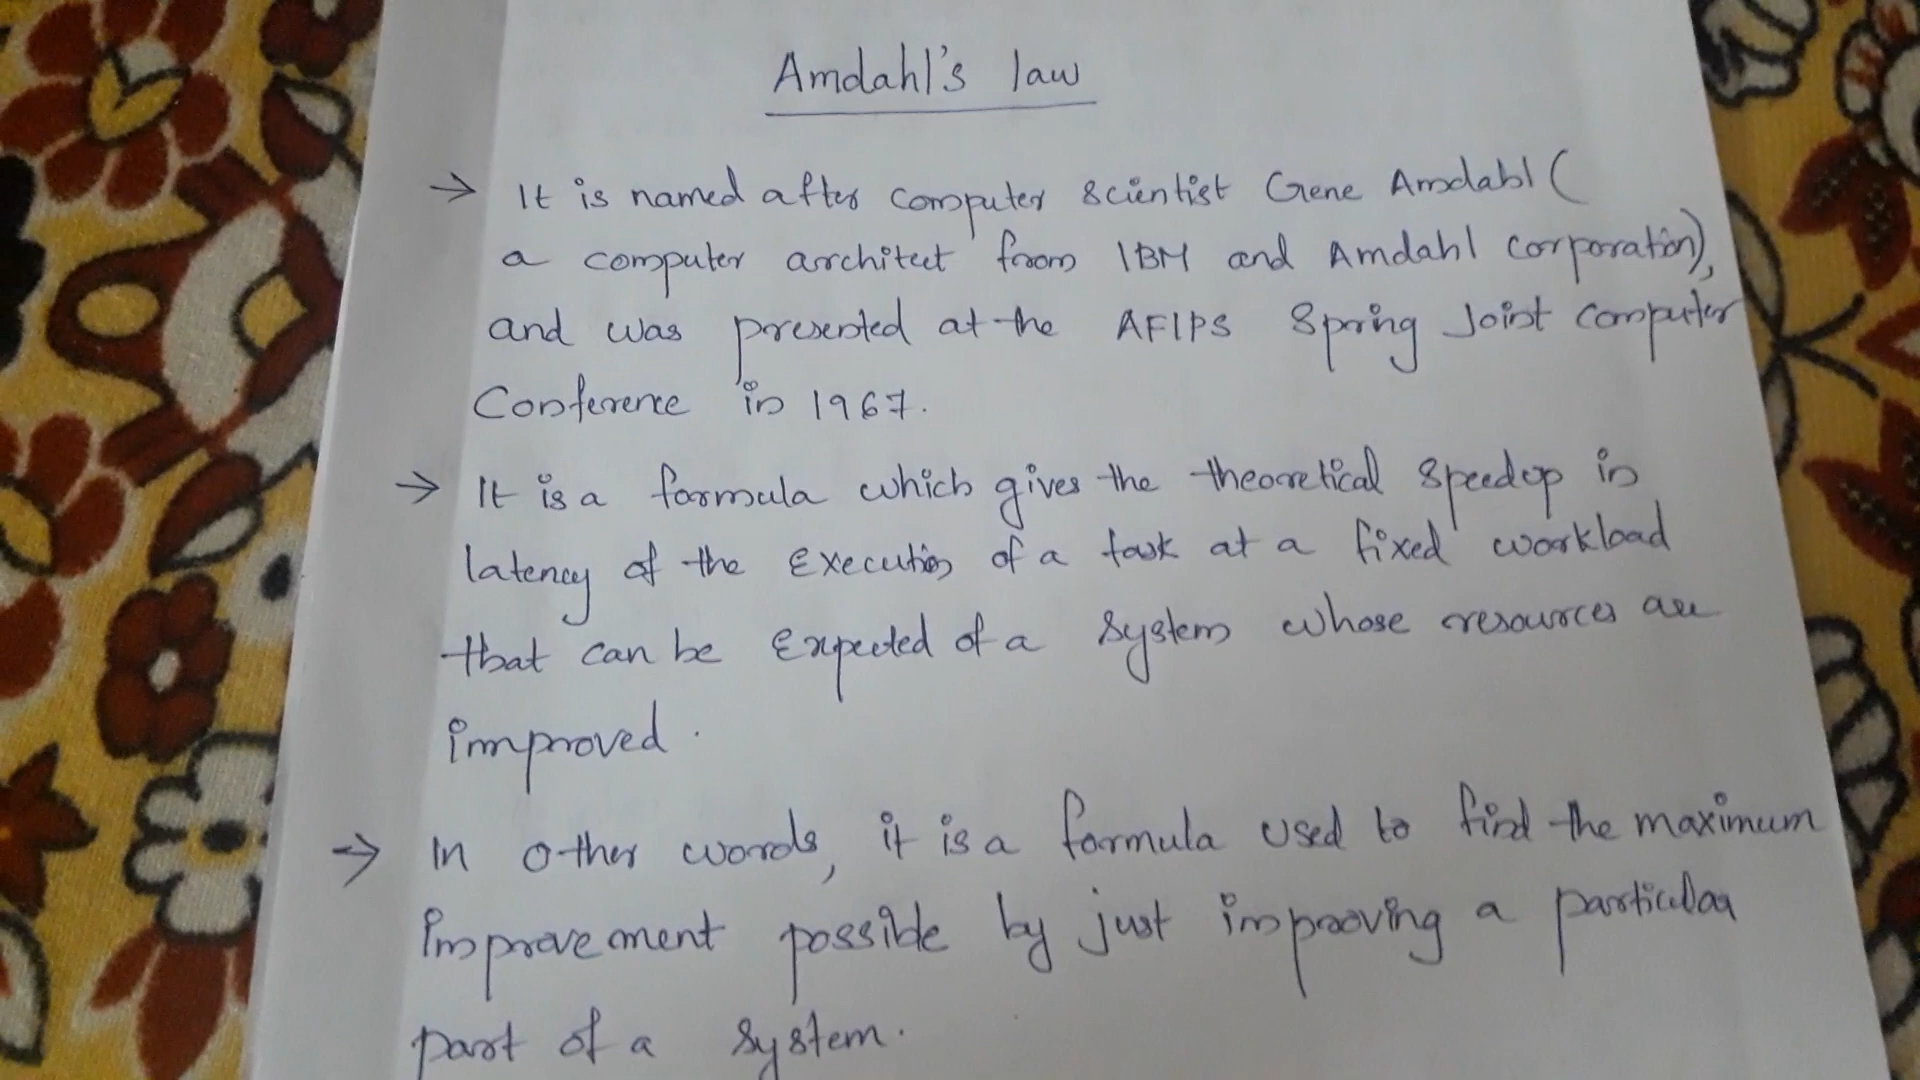 Amdahl's law
→ It is named after computer scientist Gene Amdahl (
a computer architect from IBM and Amdahl corporation),
and was presented at the AFIPS Spring Joint Computer
Conference in 1967.
→ It is a formula which gives the theoretical speedup in
latency of the execution of a task at a fixed workload
that can be expected of a system whose resources are
improved.
→ In other words, it is a formula used to find the maximum
improvement possible by just improving a particular
part of a system.